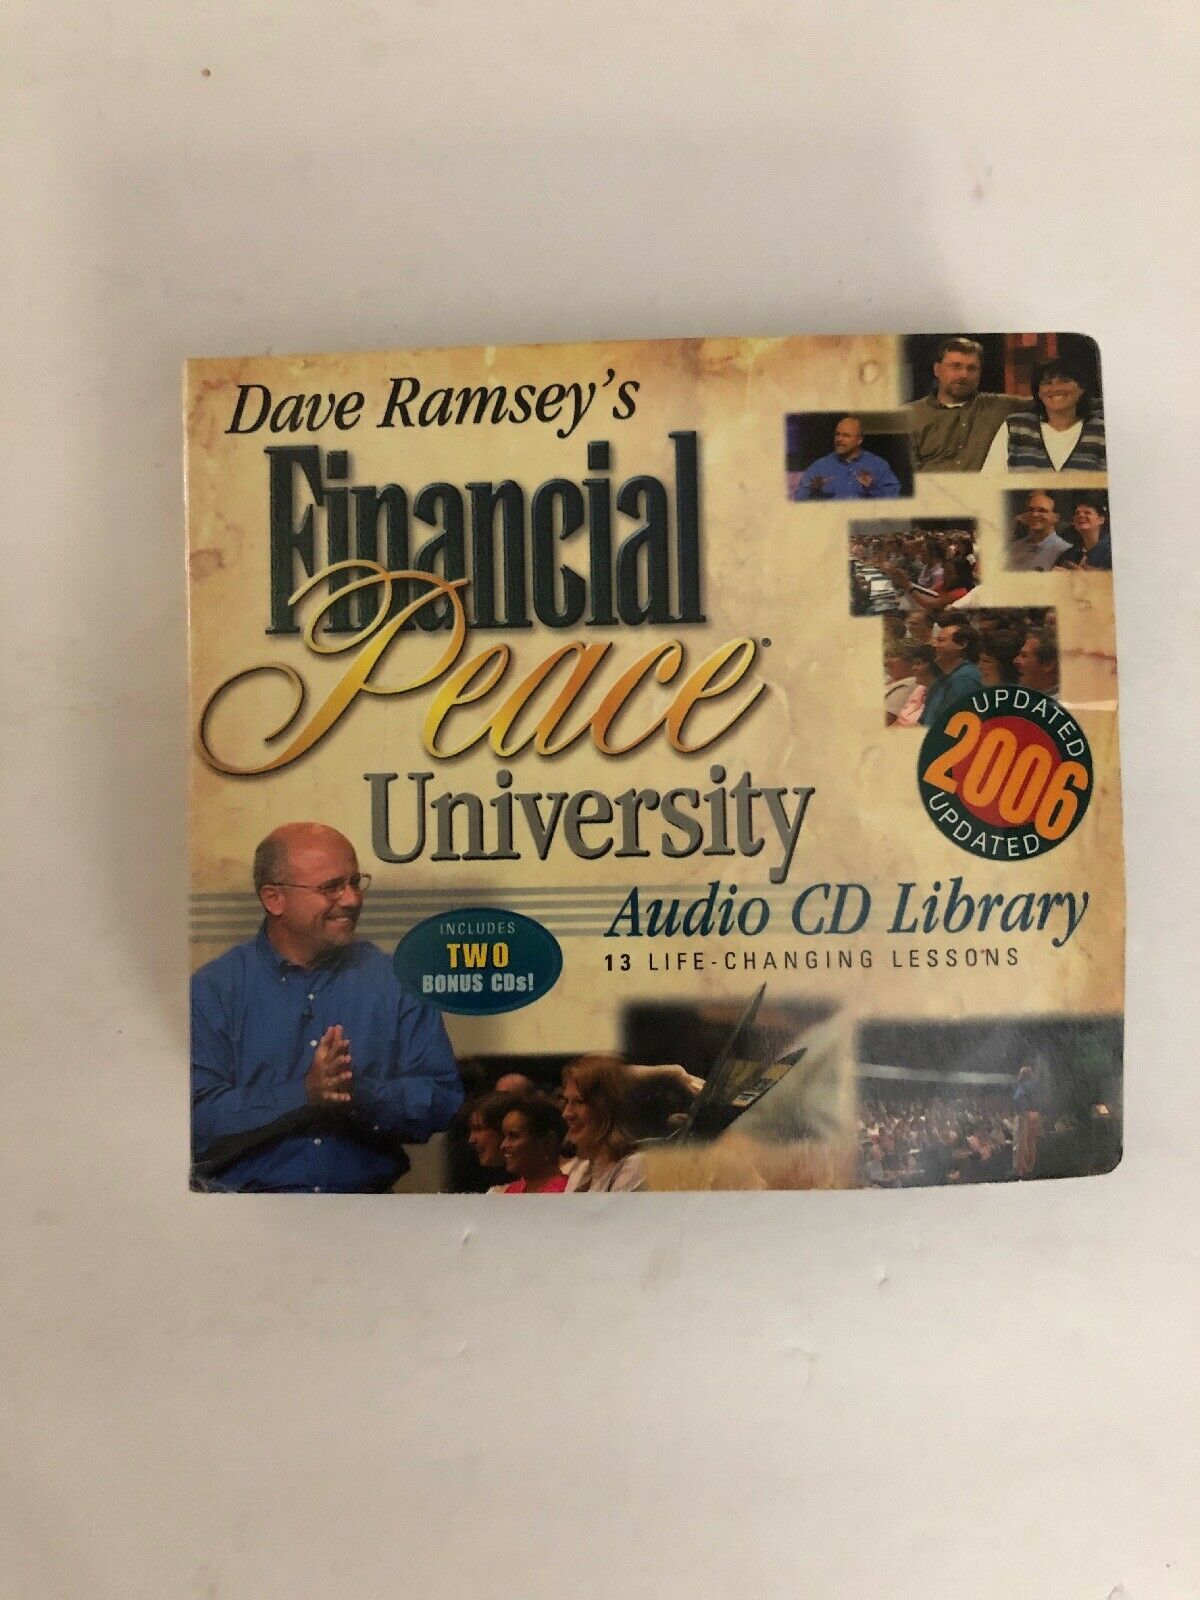 Dave Ramsey's
Financial
Peace®
University
UPDATED
2006
UPDATED
Audio CD Library
13 LIFE-CHANGING LESSONS
INCLUDES
TWO
BONUS CDs!